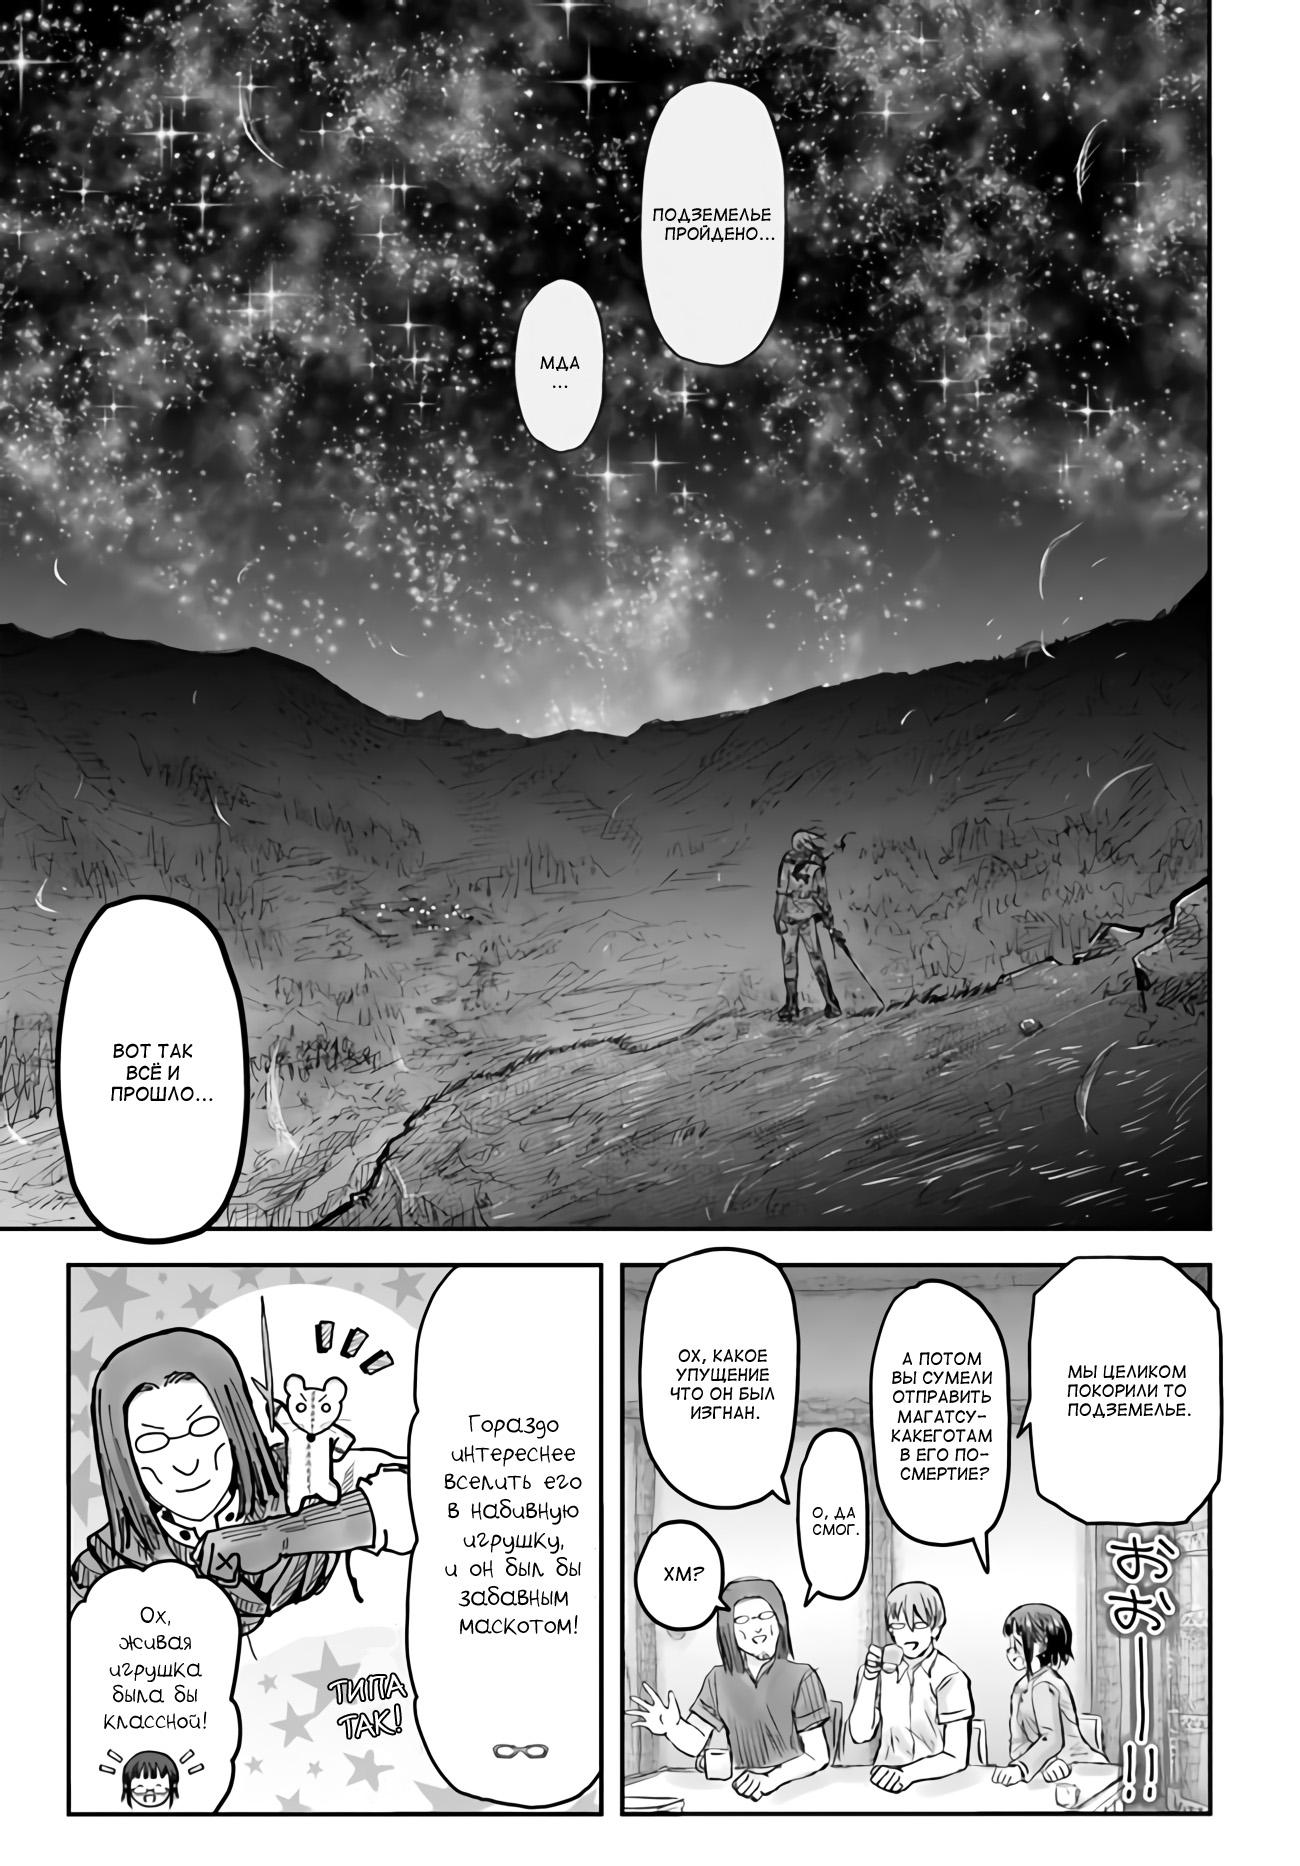 ПОДЗЕМЕЛЬЕ
ПРОЙДЕНО...
МДА
...
ВОТ ТАК
ВСЁ И
ПРОШЛО...
МЫ ЦЕЛИКОМ
ПОКОРИЛИ ТО
ПОДЗЕМЕЛЬЕ.
おおーー!!
А ПОТОМ
ВЫ СУМЕЛИ
ОТПРАВИТЬ
МАГАТСУ-
КАКЕГОТАМ
В ЕГО ПО-
СМЕРТИЕ?
О, ДА
СМОГ.
ОХ, КАКОЕ
УПУЩЕНИЕ
ЧТО ОН БЫЛ
ИЗГНАН.
ХМ?
Гораздо
интереснее
вселить его
в набивную
игрушку,
и он был бы
забавным
маскотом!
ТИПА
ТАК!
Ох,
живая
игрушка
была бы
классной!